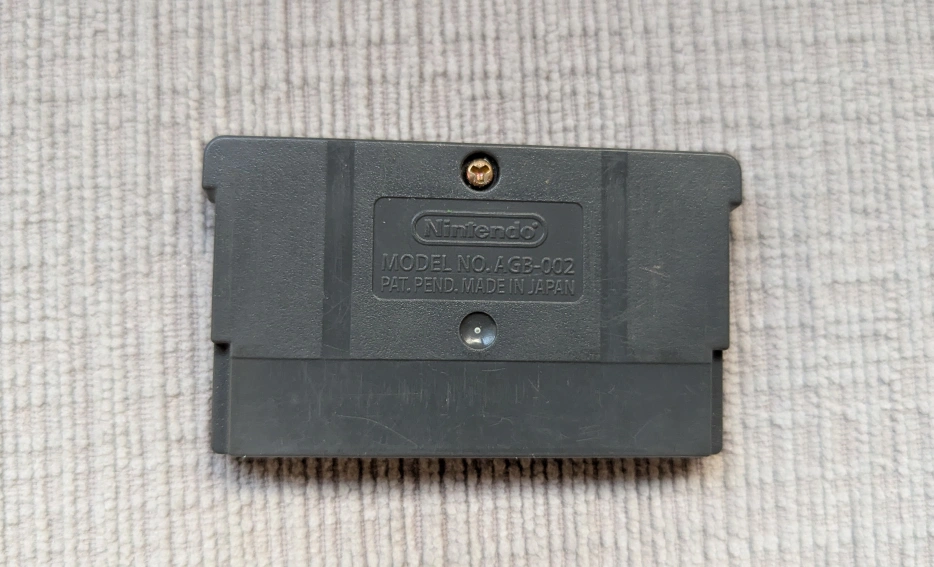 Nintendo®
MODEL NO. AGB-002
PAT. PEND. MADE IN JAPAN